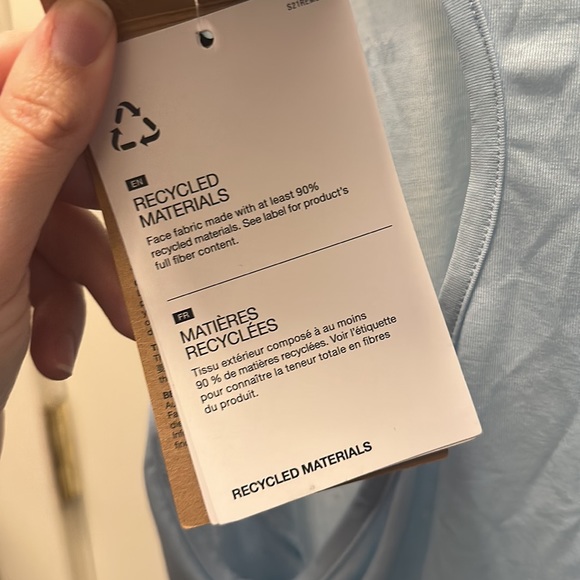 EN
RECYCLED
MATERIALS
Face fabric made with at least 90%
recycled materials. See label for product's
full fiber content.
FR
MATIÈRES
RECYCLÉES
Tissu extérieur composé à au moins
90 % de matières recyclées. Voir l'étiquette
pour connaître la teneur totale en fibres
du produit.
RECYCLED MATERIALS